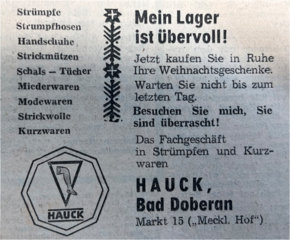 Strümpfe
Strumpfhosen
Handschuhe
Strickmützen
Schals — Tücher
Miederwaren
Modewaren
Strickwolle
Kurzwaren
HAUCK
Mein Lager
ist übervoll!
Jetzt kaufen Sie in Ruhe
Ihre Weihnachtsgeschenke.
Warten Sie nicht bis zum
letzten Tag.
Besuchen Sie mich, Sie
sind überrascht!
Das Fachgeschäft
in Strümpfen und Kurz-
waren
HAUCK,
Bad Doberan
Markt 15 („Meckl. Hof“)